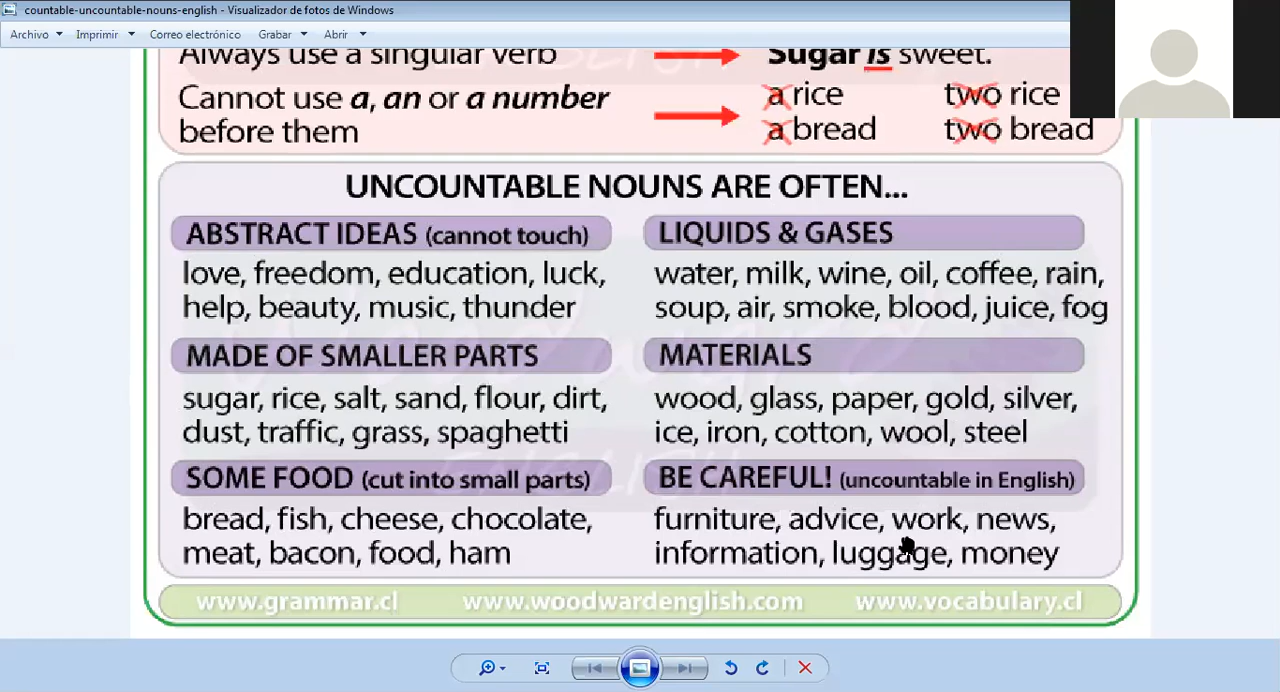 countable-uncountable-nouns-english - Visualizador de fotos de Windows
Archivo Imprimir Correo electrónico Grabar Abrir
Always use a singular verb Sugar is sweet.
Cannot use a, an or a number a rice two rice
before them a bread two bread
UNCOUNTABLE NOUNS ARE OFTEN...
ABSTRACT IDEAS (cannot touch)
love, freedom, education, luck,
help, beauty, music, thunder
LIQUIDS & GASES
water, milk, wine, oil, coffee, rain,
soup, air, smoke, blood, juice, fog
MADE OF SMALLER PARTS
sugar, rice, salt, sand, flour, dirt,
dust, traffic, grass, spaghetti
MATERIALS
wood, glass, paper, gold, silver,
ice, iron, cotton, wool, steel
SOME FOOD (cut into small parts)
bread, fish, cheese, chocolate,
meat, bacon, food, ham
BE CAREFUL! (uncountable in English)
furniture, advice, work, news,
information, luggage, money
www.grammar.cl www.woodwardenglish.com www.vocabulary.cl